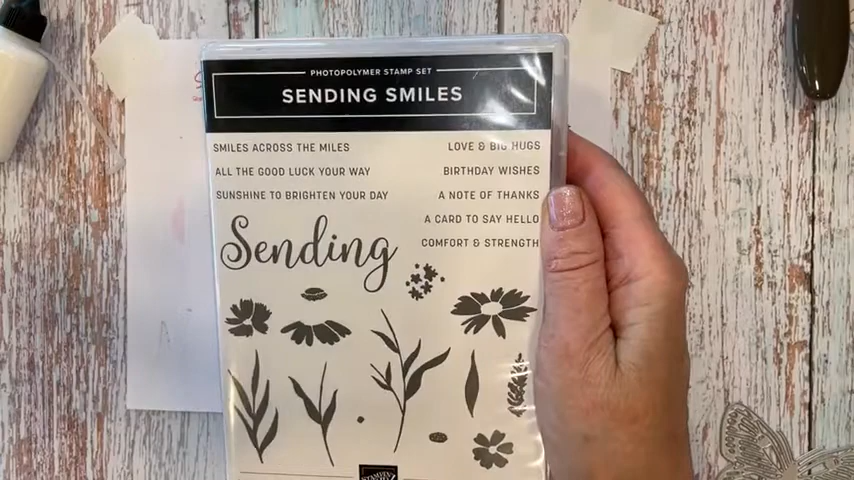 PHOTOPOLYMER STAMP SET
SENDING SMILES
SMILES ACROSS THE MILES
ALL THE GOOD LUCK YOUR WAY
SUNSHINE TO BRIGHTEN YOUR DAY
LOVE & BIG HUGS
BIRTHDAY WISHES
A NOTE OF THANKS
A CARD TO SAY HELLO
COMFORT & STRENGTH
Sending
STAMPIN'